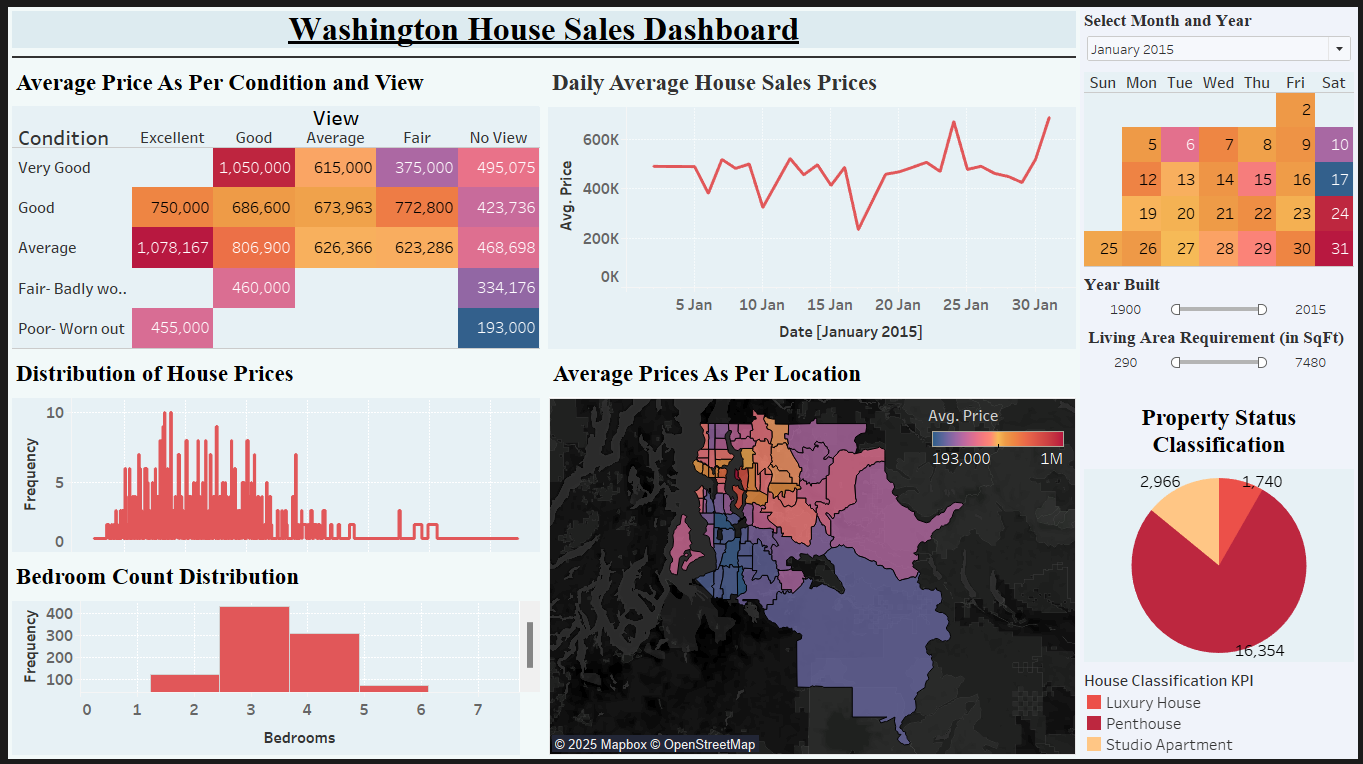 Washington House Sales Dashboard
Average Price As Per Condition and View
View
Condition Excellent Good Average Fair No View
Very Good 1,050,000 615,000 375,000 495,075
Good 750,000 686,600 673,963 772,800 423,736
Average 1,078,167 806,900 626,366 623,286 468,698
Fair- Badly wo.. 460,000 334,176
Poor- Worn out 455,000 193,000
Daily Average House Sales Prices
Avg. Price
600K
400K
200K
0K
5 Jan 10 Jan 15 Jan 20 Jan 25 Jan 30 Jan
Date [January 2015]
Distribution of House Prices
Frequency
10
5
0
Bedroom Count Distribution
Frequency
400
300
200
100
0 1 2 3 4 5 6 7
Bedrooms
Average Prices As Per Location
Avg. Price
193,000 1M
© 2025 Mapbox © OpenStreetMap
Select Month and Year
January 2015
Sun Mon Tue Wed Thu Fri Sat
2
5 6 7 8 9 10
12 13 14 15 16 17
19 20 21 22 23 24
25 26 27 28 29 30 31
Year Built
1900 2015
Living Area Requirement (in SqFt)
290 7480
Property Status
Classification
2,966 1,740
16,354
House Classification KPI
Luxury House
Penthouse
Studio Apartment